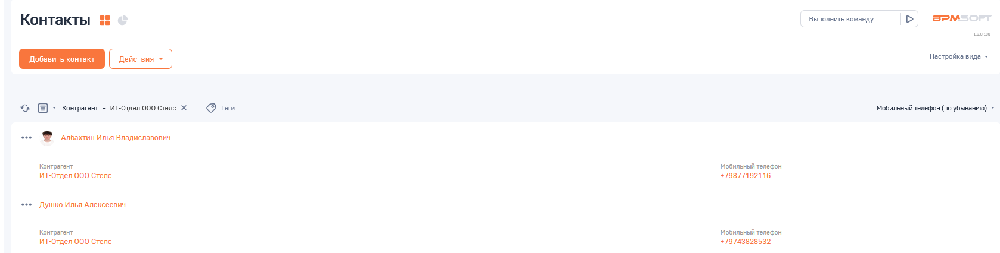 Контакты
Выполнить команду
BPMSOFT
1.6.0.190
Добавить контакт
Действия
Настройка вида
Контрагент = ИТ-Отдел ООО Стелс
Теги
Мобильный телефон (по убыванию)
Албахтин Илья Владиславович
Контрагент
Мобильный телефон
ИТ-Отдел ООО Стелс
+79877192116
Душко Илья Алексеевич
Контрагент
Мобильный телефон
ИТ-Отдел ООО Стелс
+79743828532